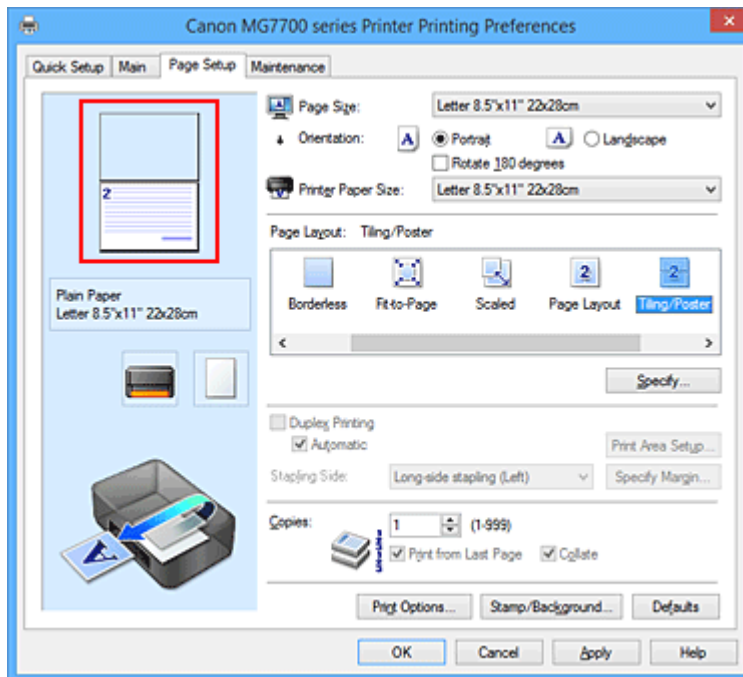 Canon MG7700 series Printer Printing Preferences
Quick Setup Main Page Setup Maintenance
2
Plain Paper
Letter 8.5"x11" 22x28cm
A
Page Size: Letter 8.5"x11" 22x28cm
Orientation: A Portrait A Landscape
Rotate 180 degrees
Printer Paper Size: Letter 8.5"x11" 22x28cm
Page Layout: Tiling/Poster
2 2
Borderless Fit-to-Page Scaled Page Layout Tiling/Poster
Specify...
Duplex Printing
Automatic Print Area Setup...
Stapling Side: Long-side stapling (Left) Specify Margin...
Copies: 1 (1-999)
Print from Last Page Collate
Print Options... Stamp/Background... Defaults
OK Cancel Apply Help